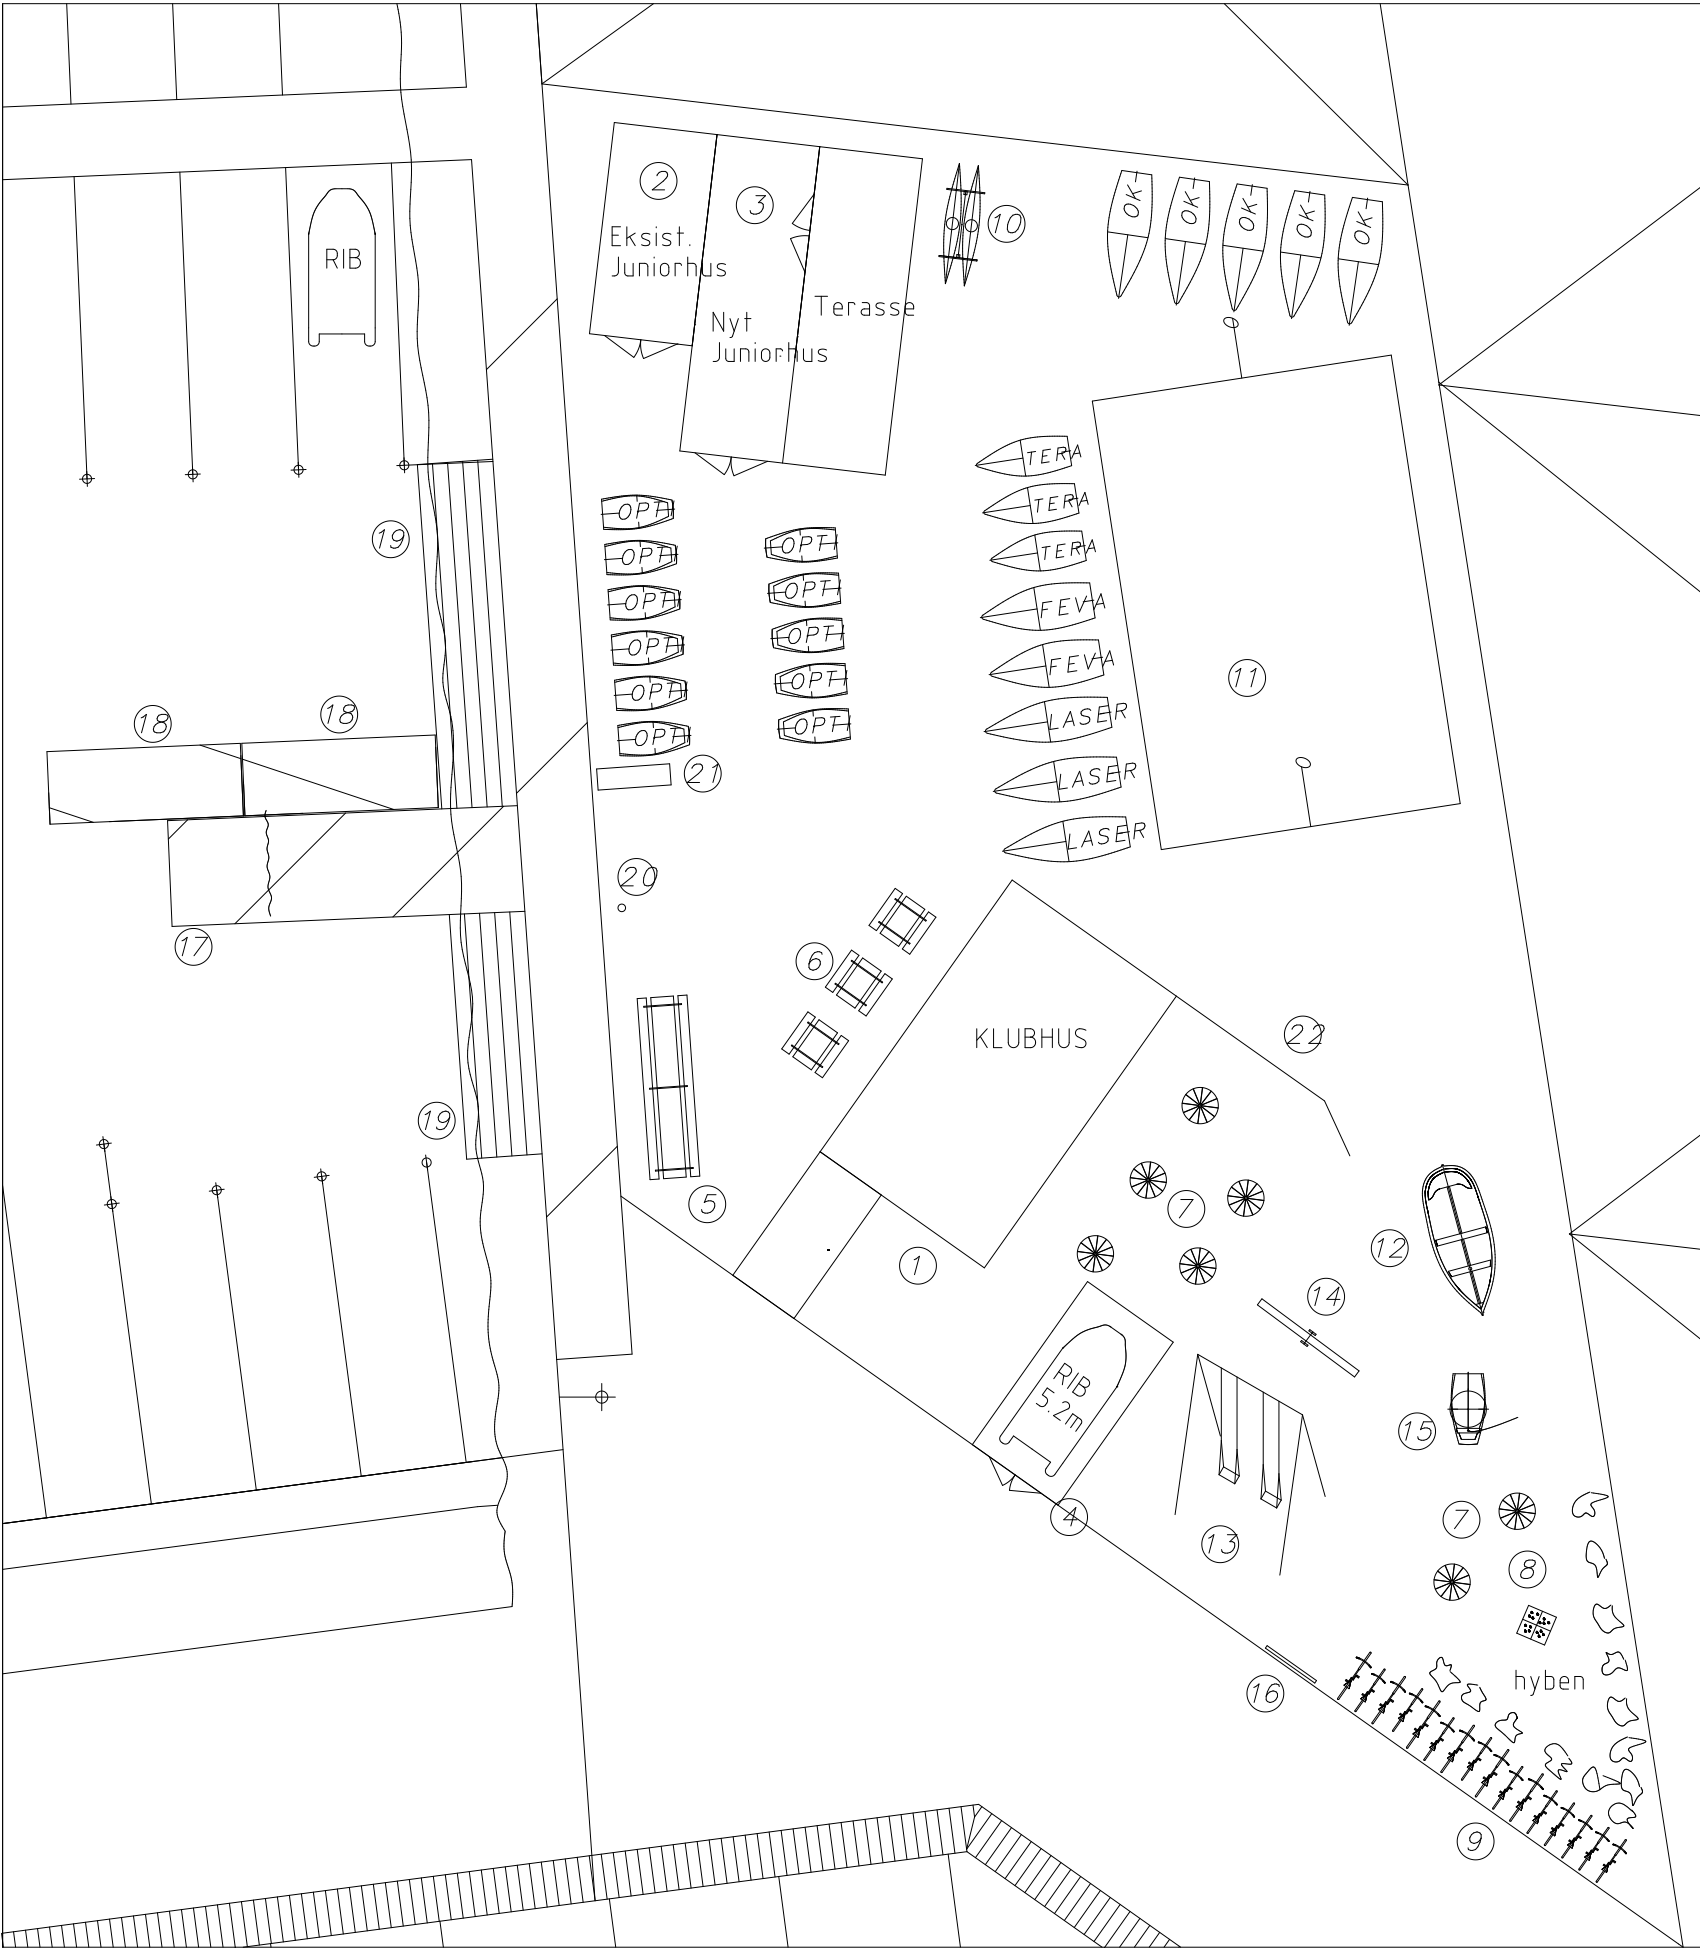 2
3
Eksist.
Juniorhus
Nyt
Juniorhus
Terasse
10
OK
OK
OK
OK
OK
RIB
19
TERA
TERA
TERA
FEVA
FEVA
LASER
LASER
LASER
OPTI
OPTI
OPTI
OPTI
OPTI
OPTI
OPTI
OPTI
OPTI
OPTI
OPTI
11
18
18
21
20
17
6
KLUBHUS
22
19
5
7
1
12
14
RIB
5.2m
15
4
13
7
8
hyben
16
9